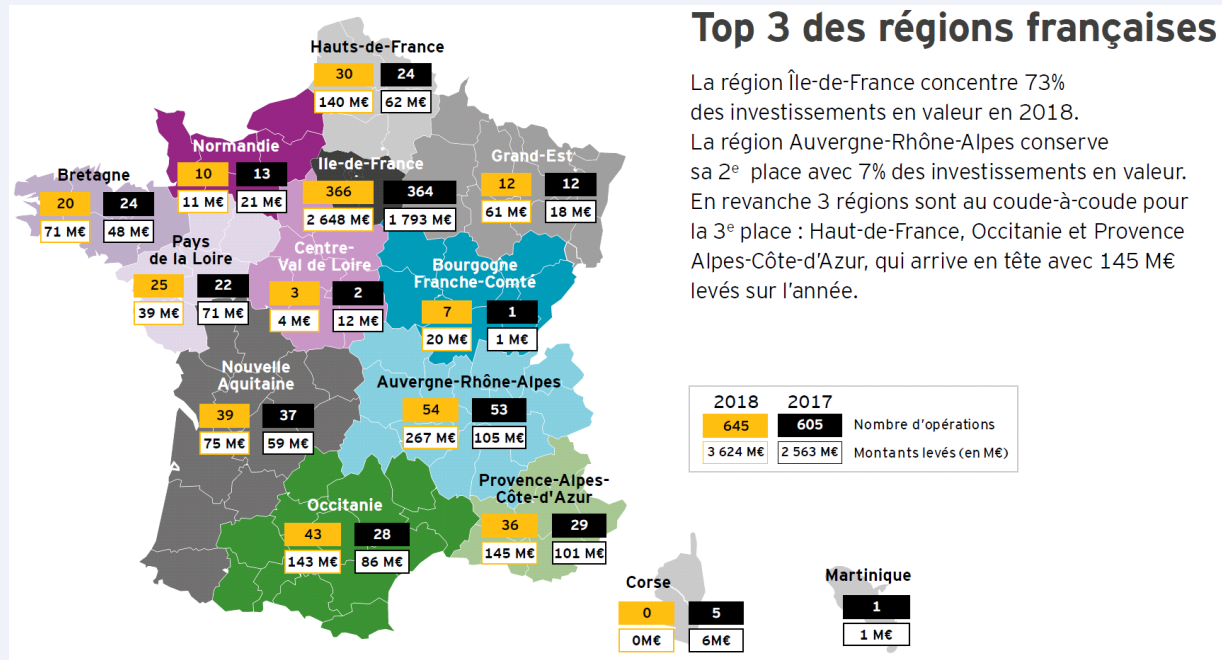 Top 3 des régions françaises
La région Île-de-France concentre 73%
des investissements en valeur en 2018.
La région Auvergne-Rhône-Alpes conserve
sa 2e place avec 7% des investissements en valeur.
En revanche 3 régions sont au coude-à-coude pour
la 3e place : Haut-de-France, Occitanie et Provence
Alpes-Côte-d'Azur, qui arrive en tête avec 145 M€
levés sur l'année.
2018 2017
645 605 Nombre d'opérations
3 624 M€ 2 563 M€ Montants levés (en M€)
Hauts-de-France
30 24
140 M€ 62 M€
Normandie
10 13
11 M€ 21 M€
Ile-de-France
366 364
2 648 M€ 1 793 M€
Grand-Est
12 12
61 M€ 18 M€
Bretagne
20 24
71 M€ 48 M€
Pays
de la Loire
25 22
39 M€ 71 M€
Centre-
Val de Loire
3 2
4 M€ 12 M€
Bourgogne
Franche-Comté
7 1
20 M€ 1 M€
Nouvelle
Aquitaine
39 37
75 M€ 59 M€
Auvergne-Rhône-Alpes
54 53
267 M€ 105 M€
Occitanie
43 28
143 M€ 86 M€
Provence-Alpes-
Côte-d'Azur
36 29
145 M€ 101 M€
Corse
0 5
0M€ 6M€
Martinique
1
1 M€